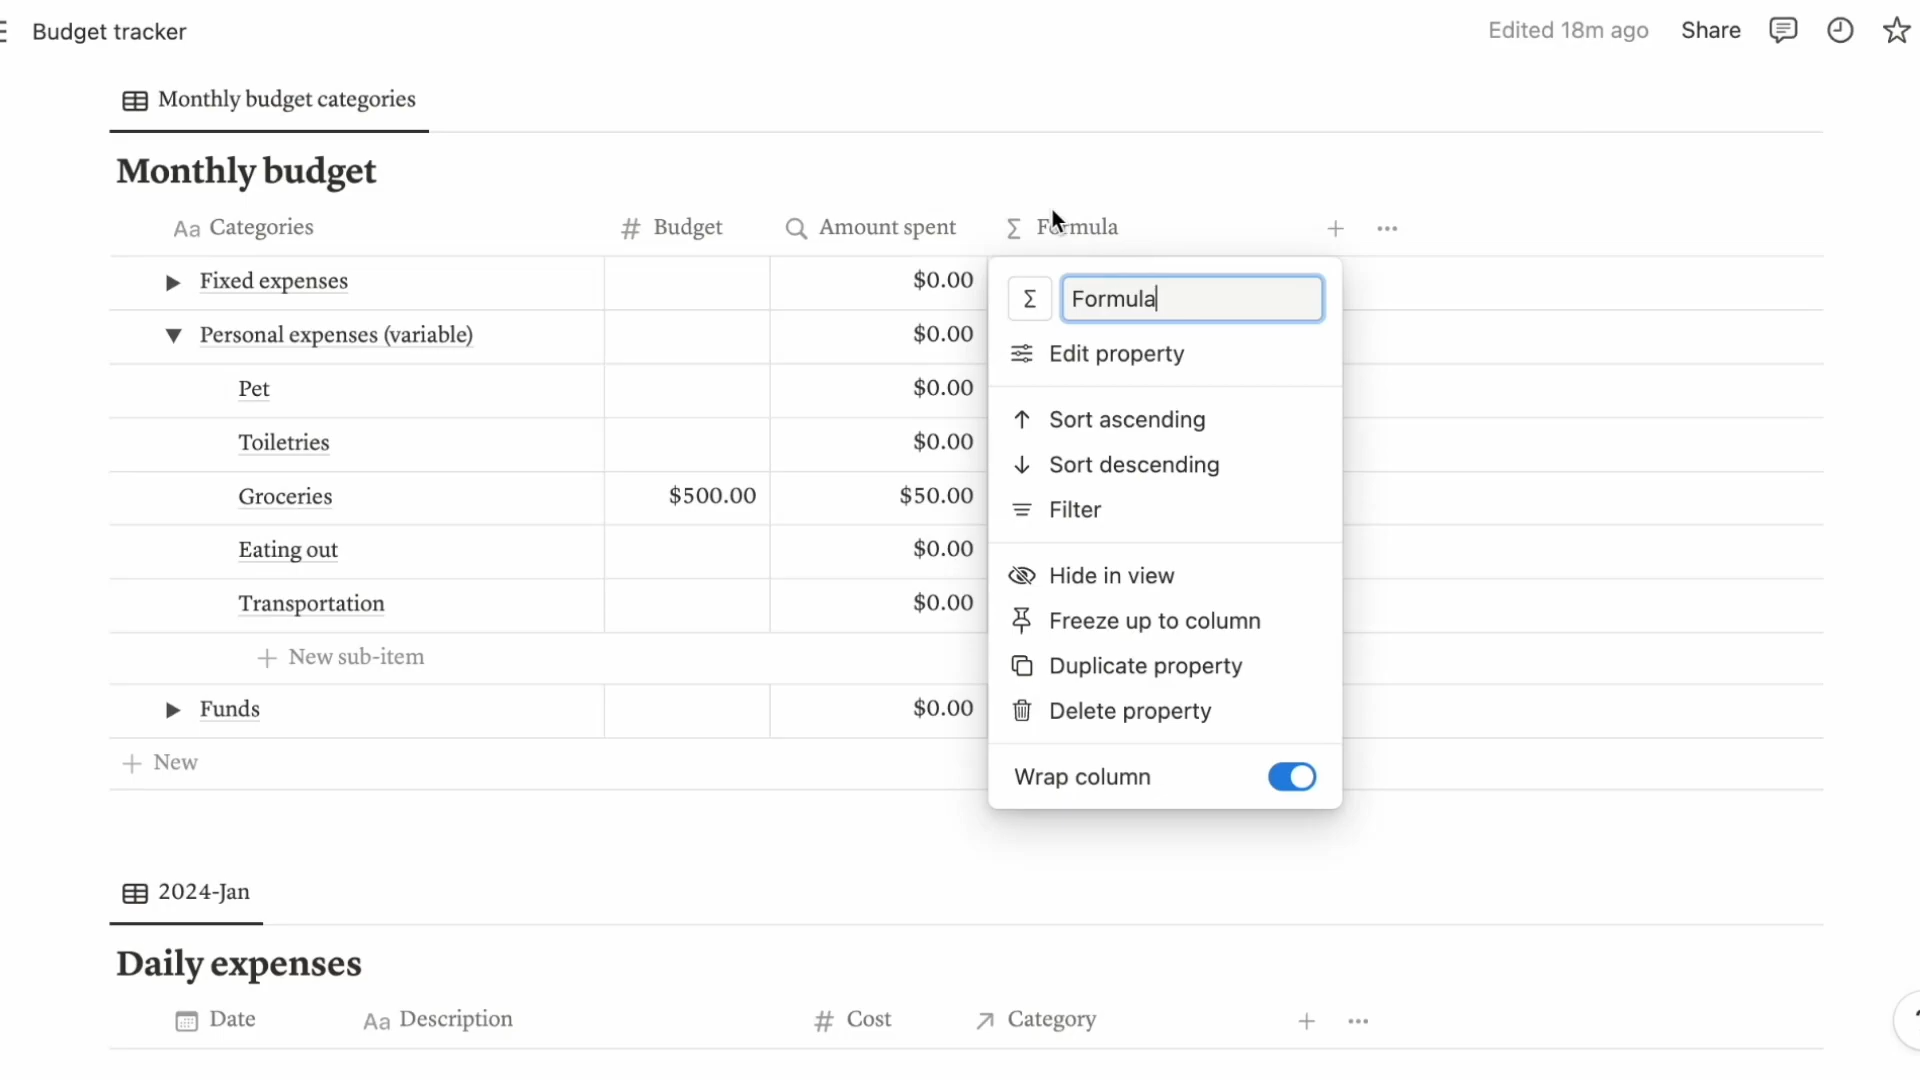 Budget tracker
Edited 18m ago Share
Monthly budget categories
Monthly budget
Aa Categories # Budget Amount spent Σ Formula + •••
Fixed expenses $0.00
Σ Formula
Personal expenses (variable) $0.00
Edit property
Pet $0.00
Sort ascending
Toiletries $0.00
Sort descending
Groceries $500.00 $50.00
Filter
Eating out $0.00
Hide in view
Transportation $0.00
Freeze up to column
+ New sub-item
Duplicate property
Funds $0.00
Delete property
+ New
Wrap column
2024-Jan
Daily expenses
Date Aa Description # Cost Category + •••